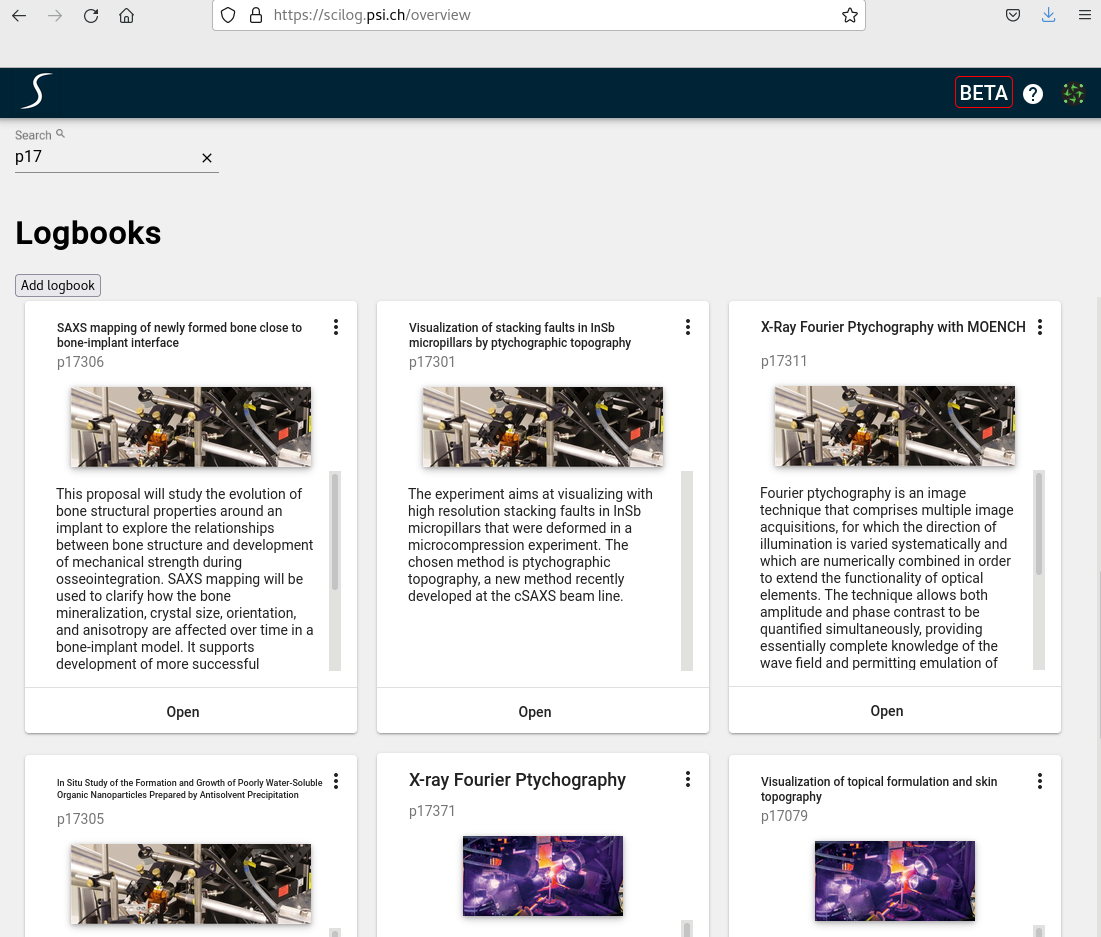 https://scilog.psi.ch/overview
BETA
Search
p17
Logbooks
Add logbook
SAXS mapping of newly formed bone close to
bone-implant interface
p17306
This proposal will study the evolution of
bone structural properties around an
implant to explore the relationships
between bone structure and development
of mechanical strength during
osseointegration. SAXS mapping will be
used to clarify how the bone
mineralization, crystal size, orientation,
and anisotropy are affected over time in a
bone-implant model. It supports
development of more successful
Open
Visualization of stacking faults in InSb
micropillars by ptychographic topography
p17301
The experiment aims at visualizing with
high resolution stacking faults in InSb
micropillars that were deformed in a
microcompression experiment. The
chosen method is ptychographic
topography, a new method recently
developed at the cSAXS beam line.
Open
X-Ray Fourier Ptychography with MOENCH
p17311
Fourier ptychography is an image
technique that comprises multiple image
acquisitions, for which the direction of
illumination is varied systematically and
which are numerically combined in order
to extend the functionality of optical
elements. The technique allows both
amplitude and phase contrast to be
quantified simultaneously, providing
essentially complete knowledge of the
wave field and permitting emulation of
Open
In Situ Study of the Formation and Growth of Poorly Water-Soluble
Organic Nanoparticles Prepared by Antisolvent Precipitation
p17305
X-ray Fourier Ptychography
p17371
Visualization of topical formulation and skin
topography
p17079